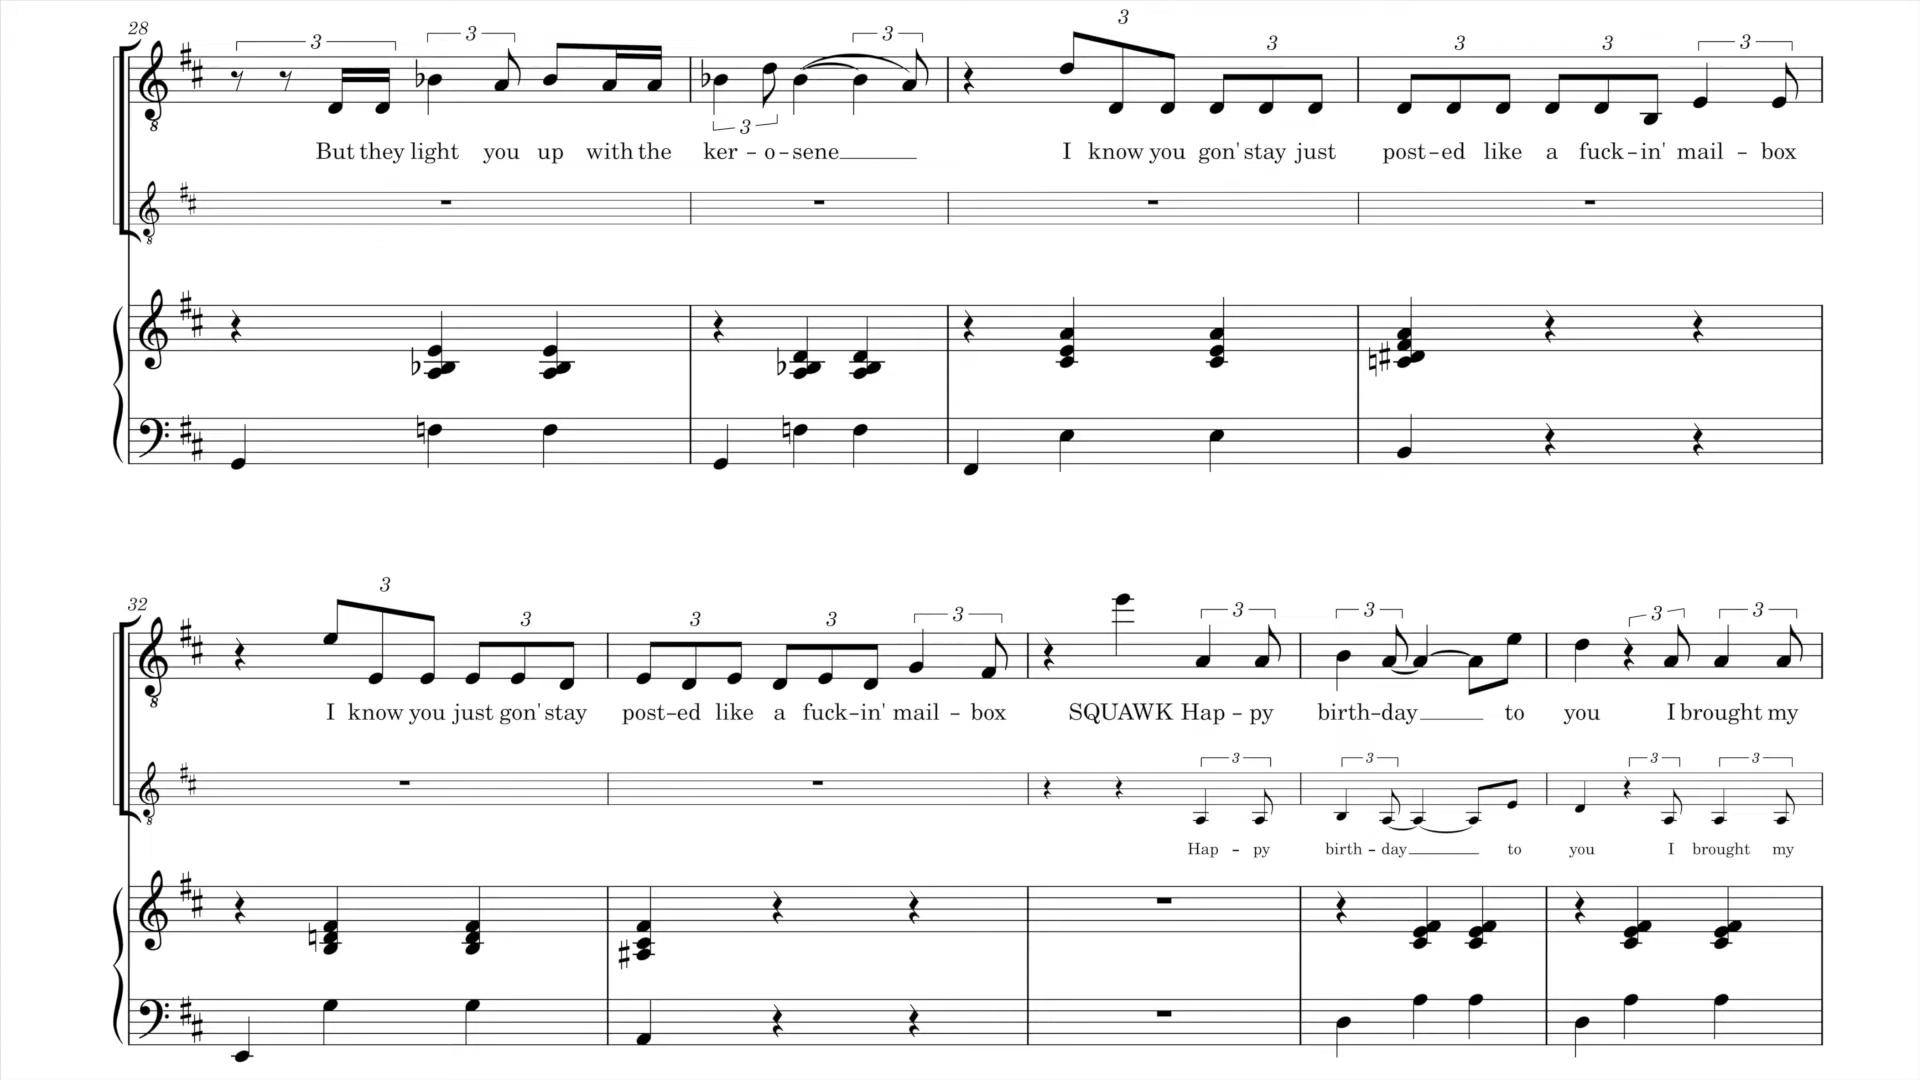 28
3 3 3 3 3 3 3 3
3
But they light you up with the ker - o - sene I know you gon' stay just post - ed like a fuck - in' mail - box
32
3 3 3 3 3 3 3 3 3
I know you just gon' stay post - ed like a fuck - in' mail - box SQUAWK Hap - py birth - day to you I brought my
3 3 3 3
Hap - py birth - day to you I brought my